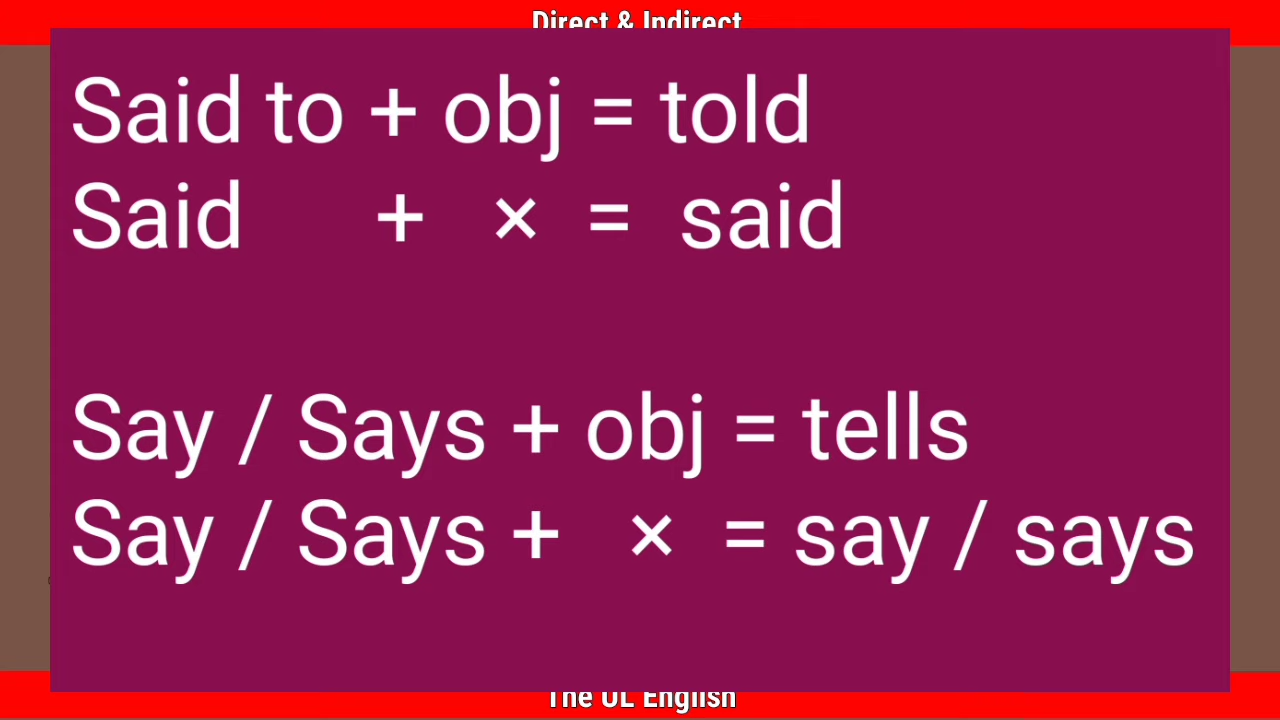 Direct & Indirect
Said to + obj = told
Said + × = said
Say / Says + obj = tells
Say / Says + × = say / says
The UL English